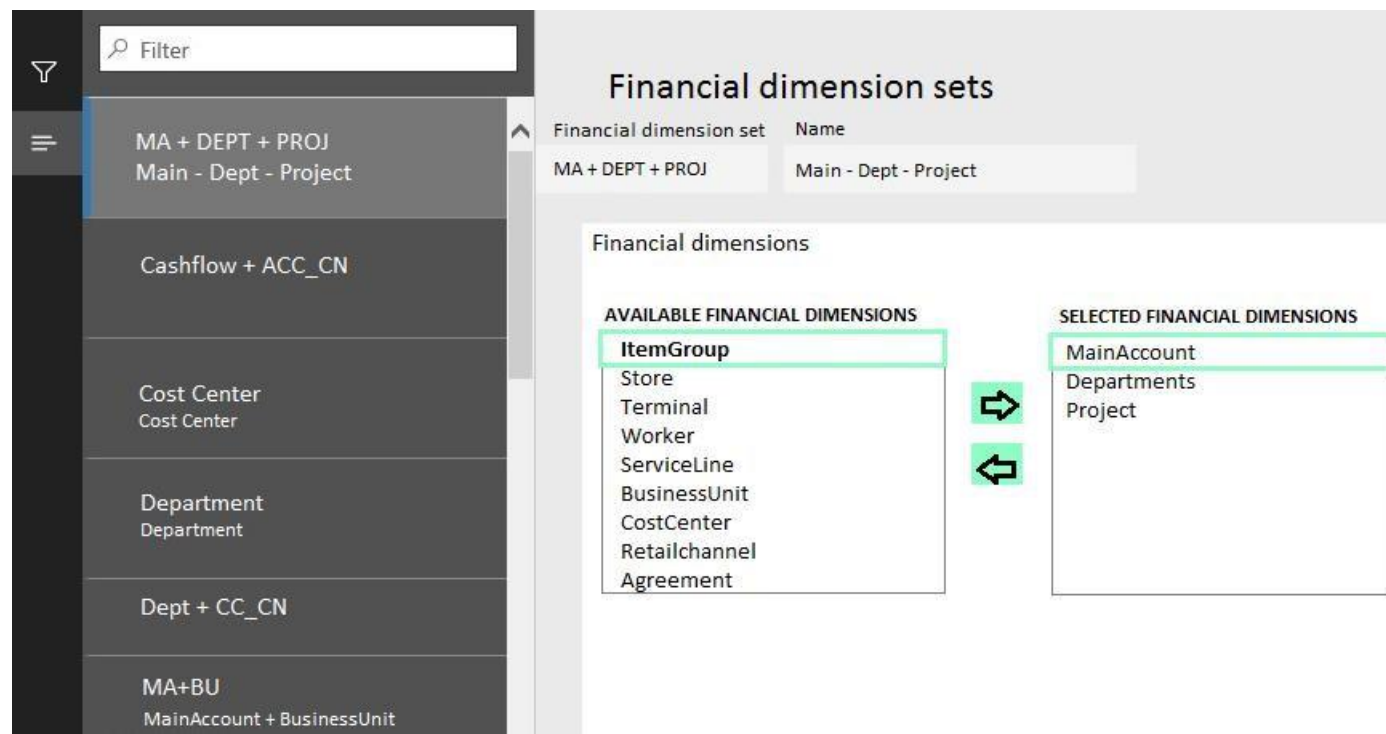 Filter
MA + DEPT + PROJ
Main - Dept - Project
Cashflow + ACC_CN
Cost Center
Cost Center
Department
Department
Dept + CC_CN
MA+BU
MainAccount + BusinessUnit
Financial dimension sets
Financial dimension set Name
MA + DEPT + PROJ Main - Dept - Project
Financial dimensions
AVAILABLE FINANCIAL DIMENSIONS
ItemGroup
Store
Terminal
Worker
ServiceLine
BusinessUnit
CostCenter
Retailchannel
Agreement
SELECTED FINANCIAL DIMENSIONS
MainAccount
Departments
Project